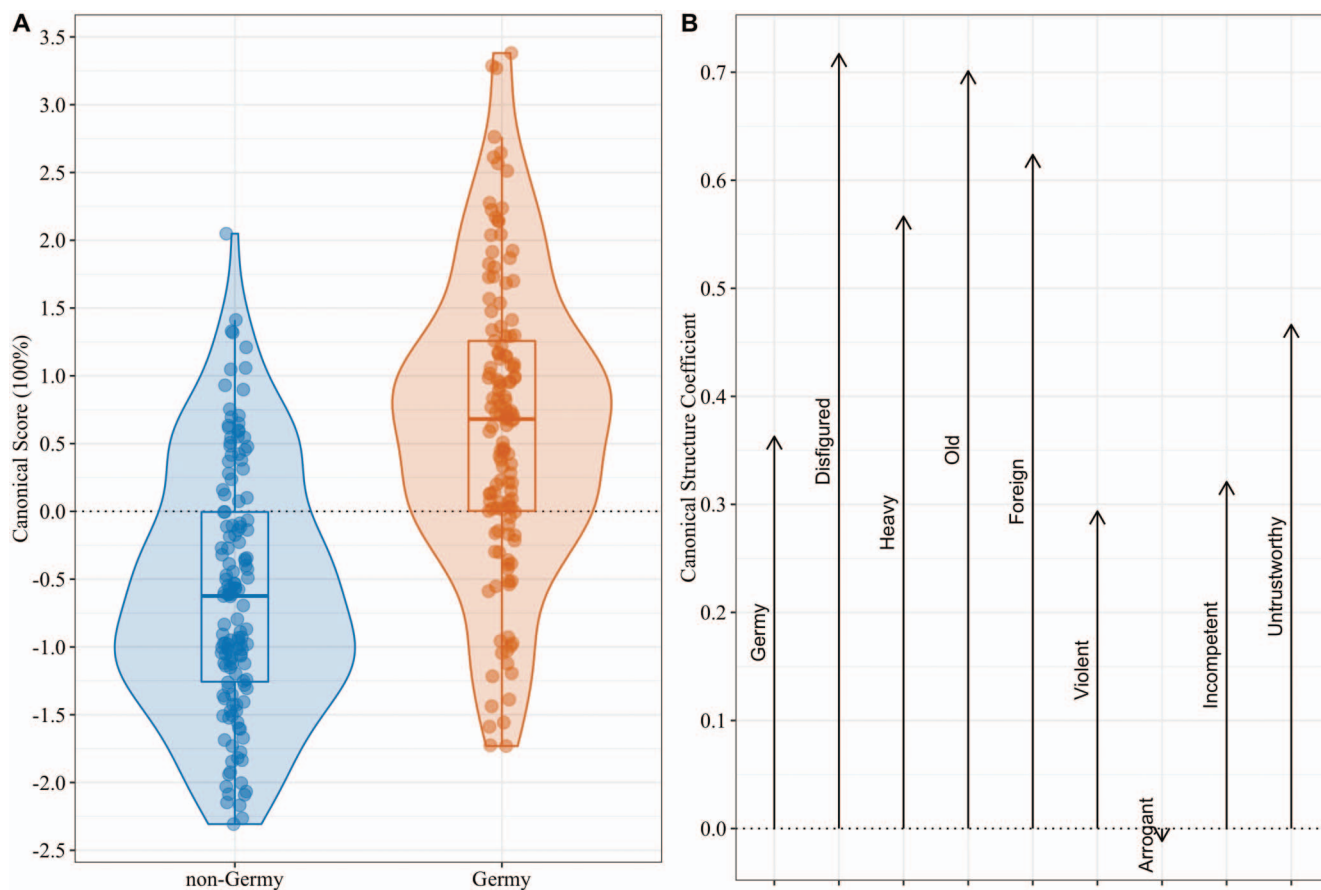 A
3.5
3.0
2.5
2.0
1.5
1.0
0.5
0.0
-0.5
-1.0
-1.5
-2.0
-2.5
Canonical Score (100%)
non-Germy
Germy
B
0.7
0.6
0.5
0.4
0.3
0.2
0.1
0.0
Canonical Structure Coefficient
Germy
Disfigured
Heavy
Old
Foreign
Violent
Arrogant
Incompetent
Untrustworthy